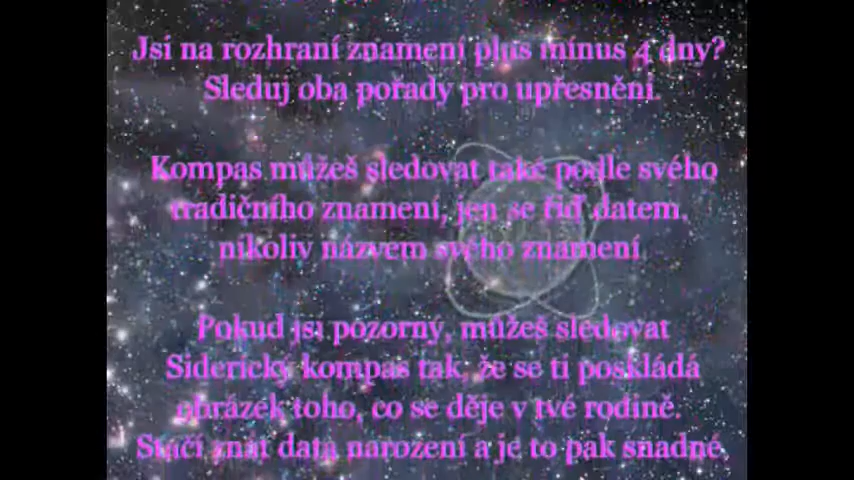 Jsi na rozhraní znamení plus mínus 4 dny?
Sleduj oba pořady pro upřesnění.
Kompas můžeš sledovat také podle svého
tradičního znamení, jen se řiď datem,
nikoliv názvem svého znamení
Pokud jsi pozorný, můžeš sledovat
Siderický kompas tak, že se ti poskládá
obrázek toho, co se děje v tvé rodině.
Stačí znát data narození a je to pak snadné.